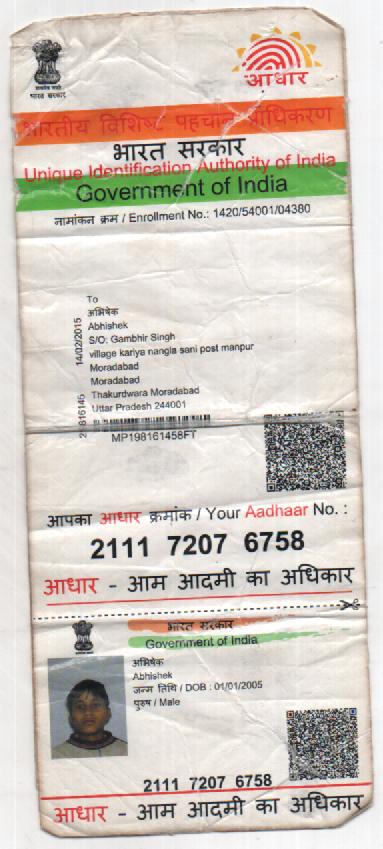 भारत सरकार
आधार
भारतीय विशिष्ट पहचान प्राधिकरण
भारत सरकार
Unique Identification Authority of India
Government of India
नामांकन क्रम / Enrollment No.: 1420/54001/04380
14/02/2015
To
अभिषेक
Abhishek
S/O: Gambhir Singh
village kariya nangla sani post manpur
Moradabad
Moradabad
Thakurdwara Moradabad
Uttar Pradesh 244001
MP198161458FT
आपका आधार क्रमांक / Your Aadhaar No. :
2111 7207 6758
आधार - आम आदमी का अधिकार
भारत सरकार
Government of India
अभिषेक
Abhishek
जन्म तिथि / DOB : 01/01/2005
पुरुष / Male
2111 7207 6758
आधार - आम आदमी का अधिकार